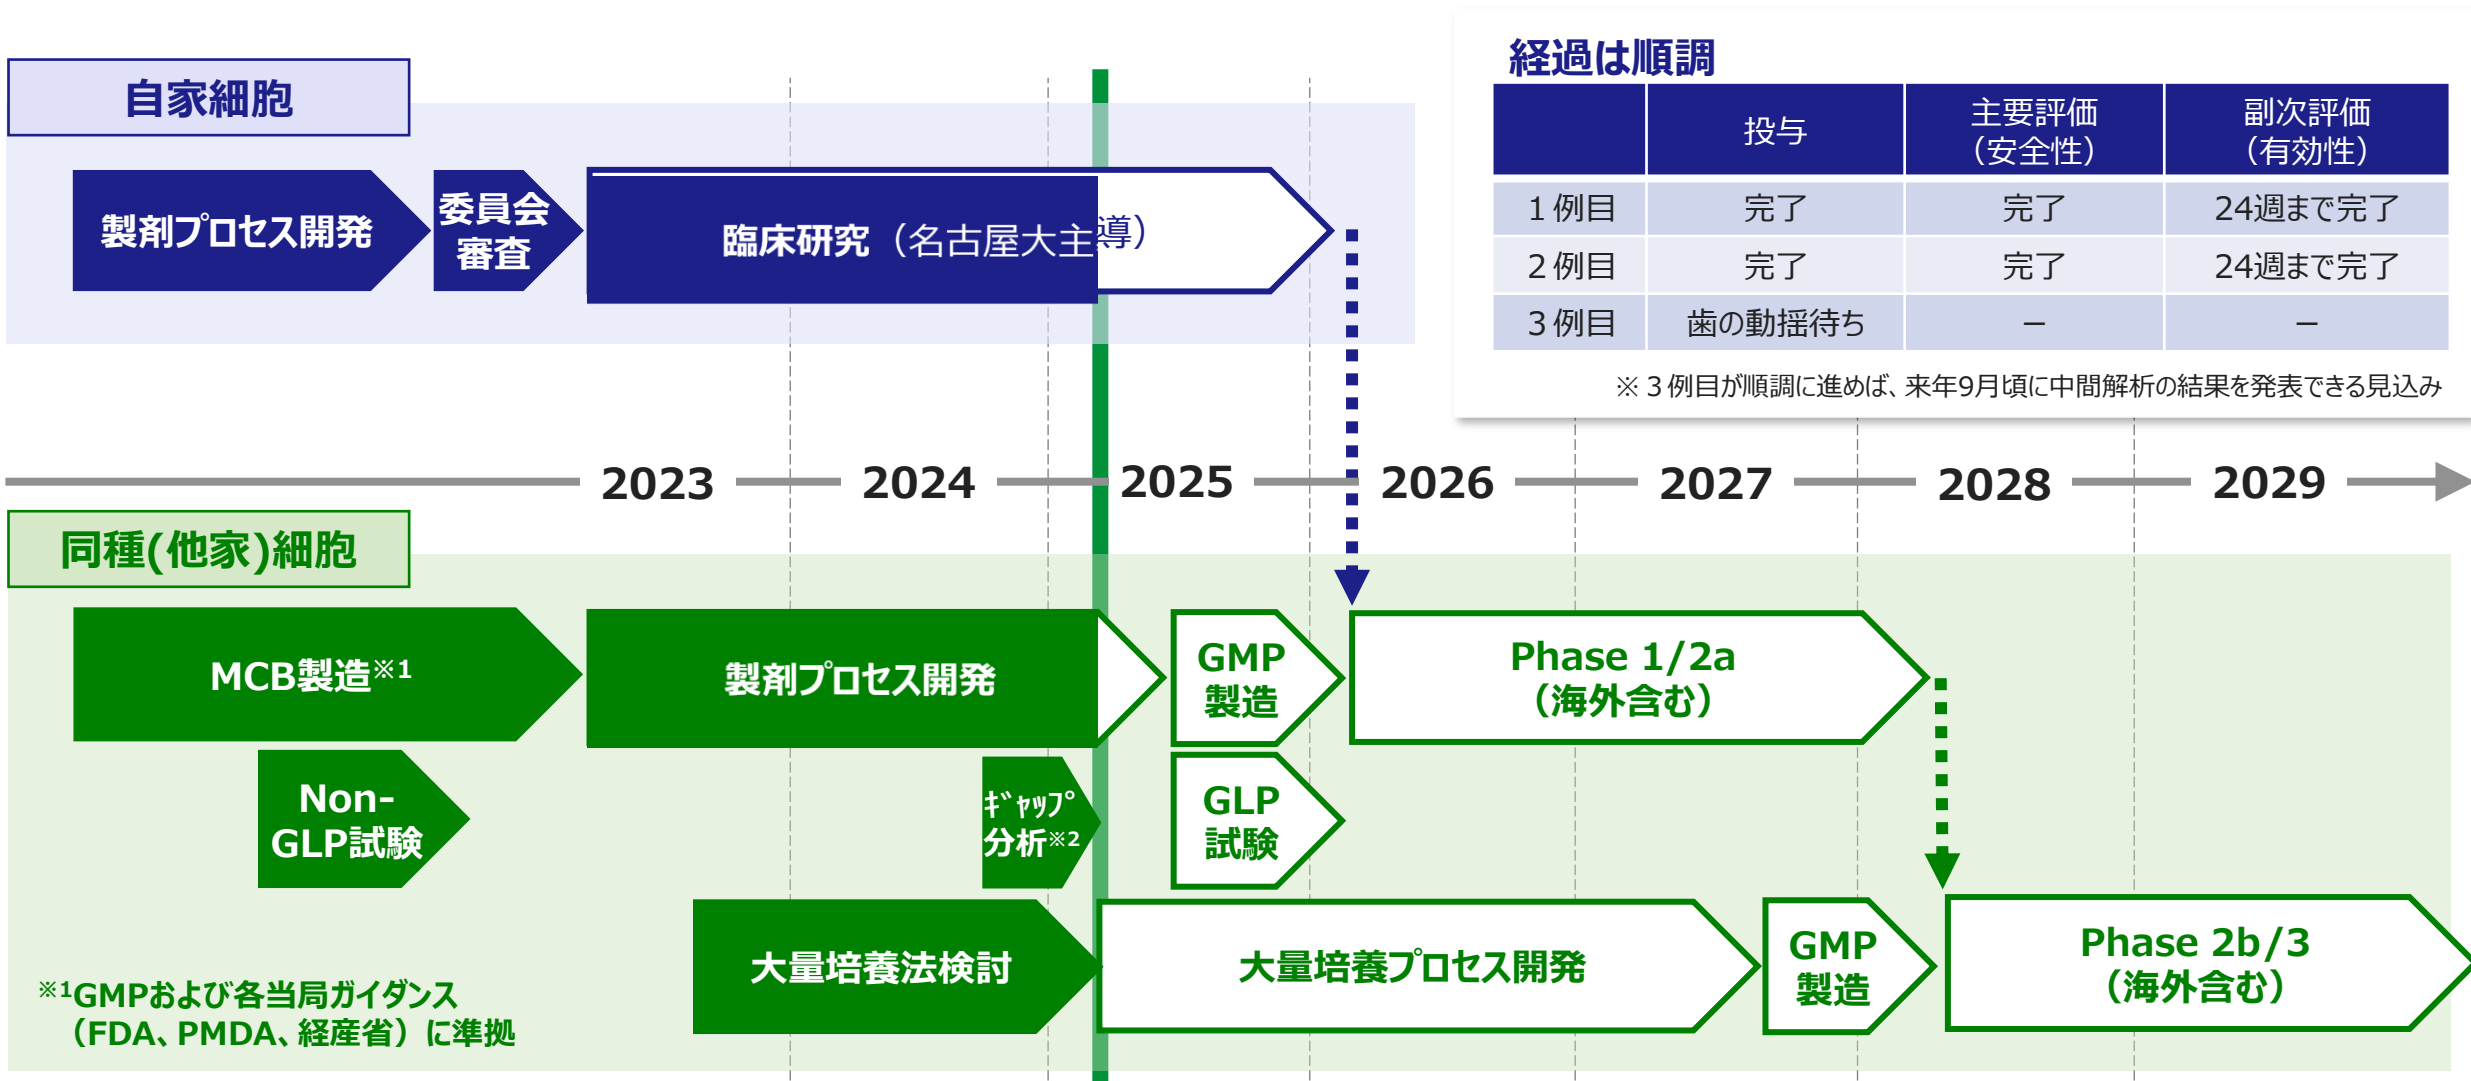 経過は順調
投与
主要評価
（安全性）
副次評価
（有効性）
１例目 完了 完了 24週まで完了
２例目 完了 完了 24週まで完了
３例目 歯の動揺待ち － －
※３例目が順調に進めば、来年9月頃に中間解析の結果を発表できる見込み
自家細胞
製剤プロセス開発
委員会
審査
臨床研究（名古屋大主導）
2023 2024 2025 2026 2027 2028 2029
同種(他家)細胞
MCB製造※1
製剤プロセス開発
GMP
製造
Phase 1/2a
（海外含む）
Non-
GLP試験
ｷﾞｬｯﾌﾟ
分析※2
GLP
試験
大量培養法検討
大量培養プロセス開発
GMP
製造
Phase 2b/3
（海外含む）
※1GMPおよび各当局ガイダンス
（FDA、PMDA、経産省）に準拠